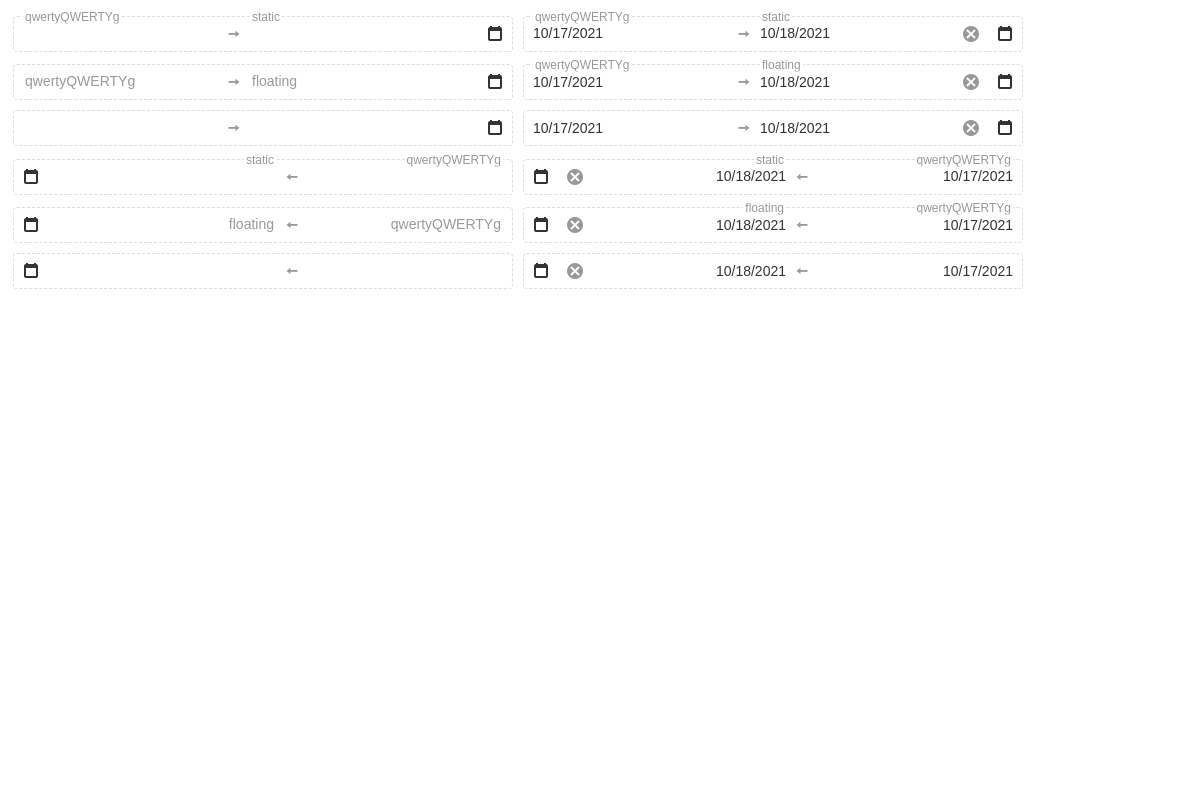 qwertyQWERTYg static qwertyQWERTYg static
10/17/2021 10/18/2021
qwertyQWERTYg floating
qwertyQWERTYg floating 10/17/2021 10/18/2021
10/17/2021 10/18/2021
static qwertyQWERTYg static qwertyQWERTYg
10/18/2021 10/17/2021
floating qwertyQWERTYg
floating qwertyQWERTYg 10/18/2021 10/17/2021
10/18/2021 10/17/2021